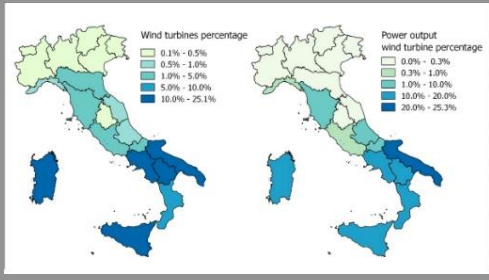 Wind turbines percentage
0.1% - 0.5%
0.5% - 1.0%
1.0% - 5.0%
5.0% - 10.0%
10.0% - 25.1%
Power output
wind turbine percentage
0.0% - 0.3%
0.3% - 1.0%
1.0% - 10.0%
10.0% - 20.0%
20.0% - 25.3%